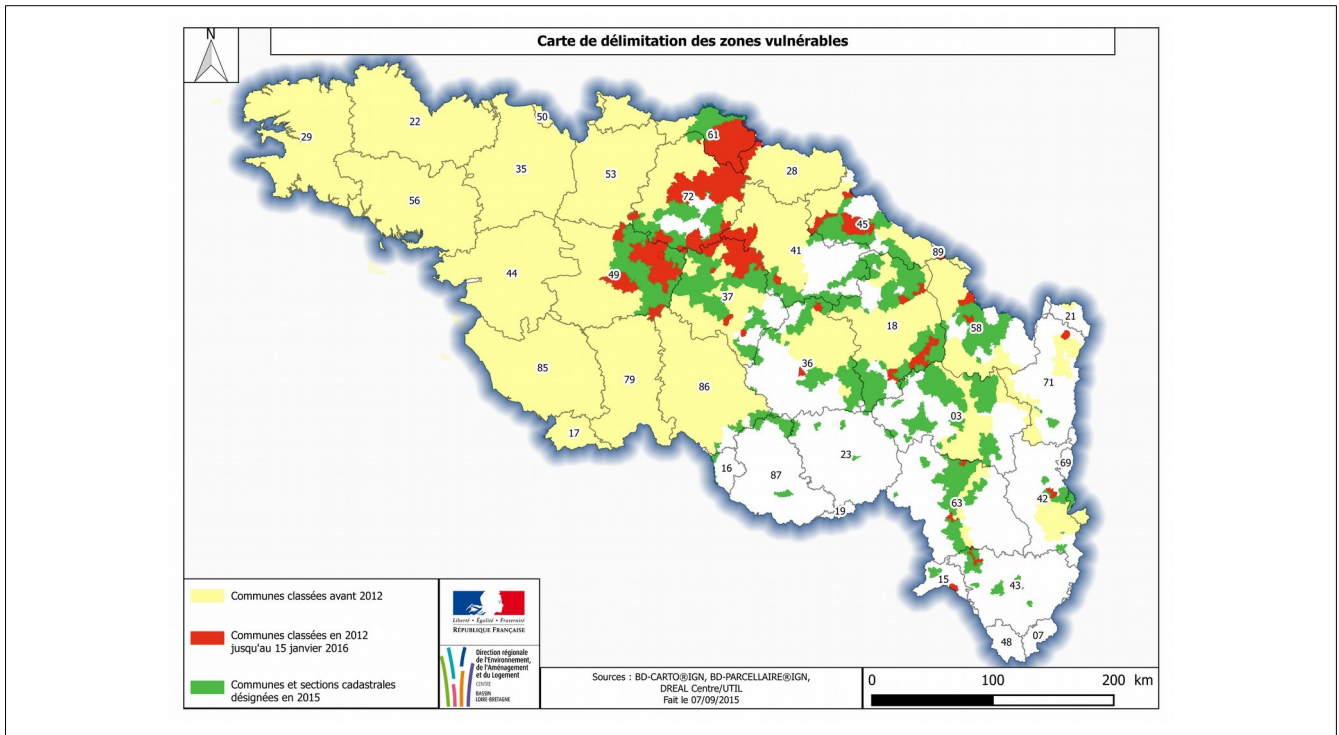 N
Carte de délimitation des zones vulnérables
50
22
61
29
35
53
28
72
56
45
41
89
44
49
37
21
18
58
36
85
79
86
71
03
17
23
69
16
87
42
63
19
15
43
48
07
Communes classées avant 2012
Communes classées en 2012
jusqu'au 15 janvier 2016
Communes et sections cadastrales
désignées en 2015
Liberté • Égalité • Fraternité
RÉPUBLIQUE FRANÇAISE
Direction régionale
de l'Environnement,
de l'Aménagement
et du Logement
CENTRE
BASSIN
LOIRE-BRETAGNE
Sources : BD-CARTO®IGN, BD-PARCELLAIRE®IGN,
DREAL Centre/UTIL
Fait le 07/09/2015
0 100 200 km